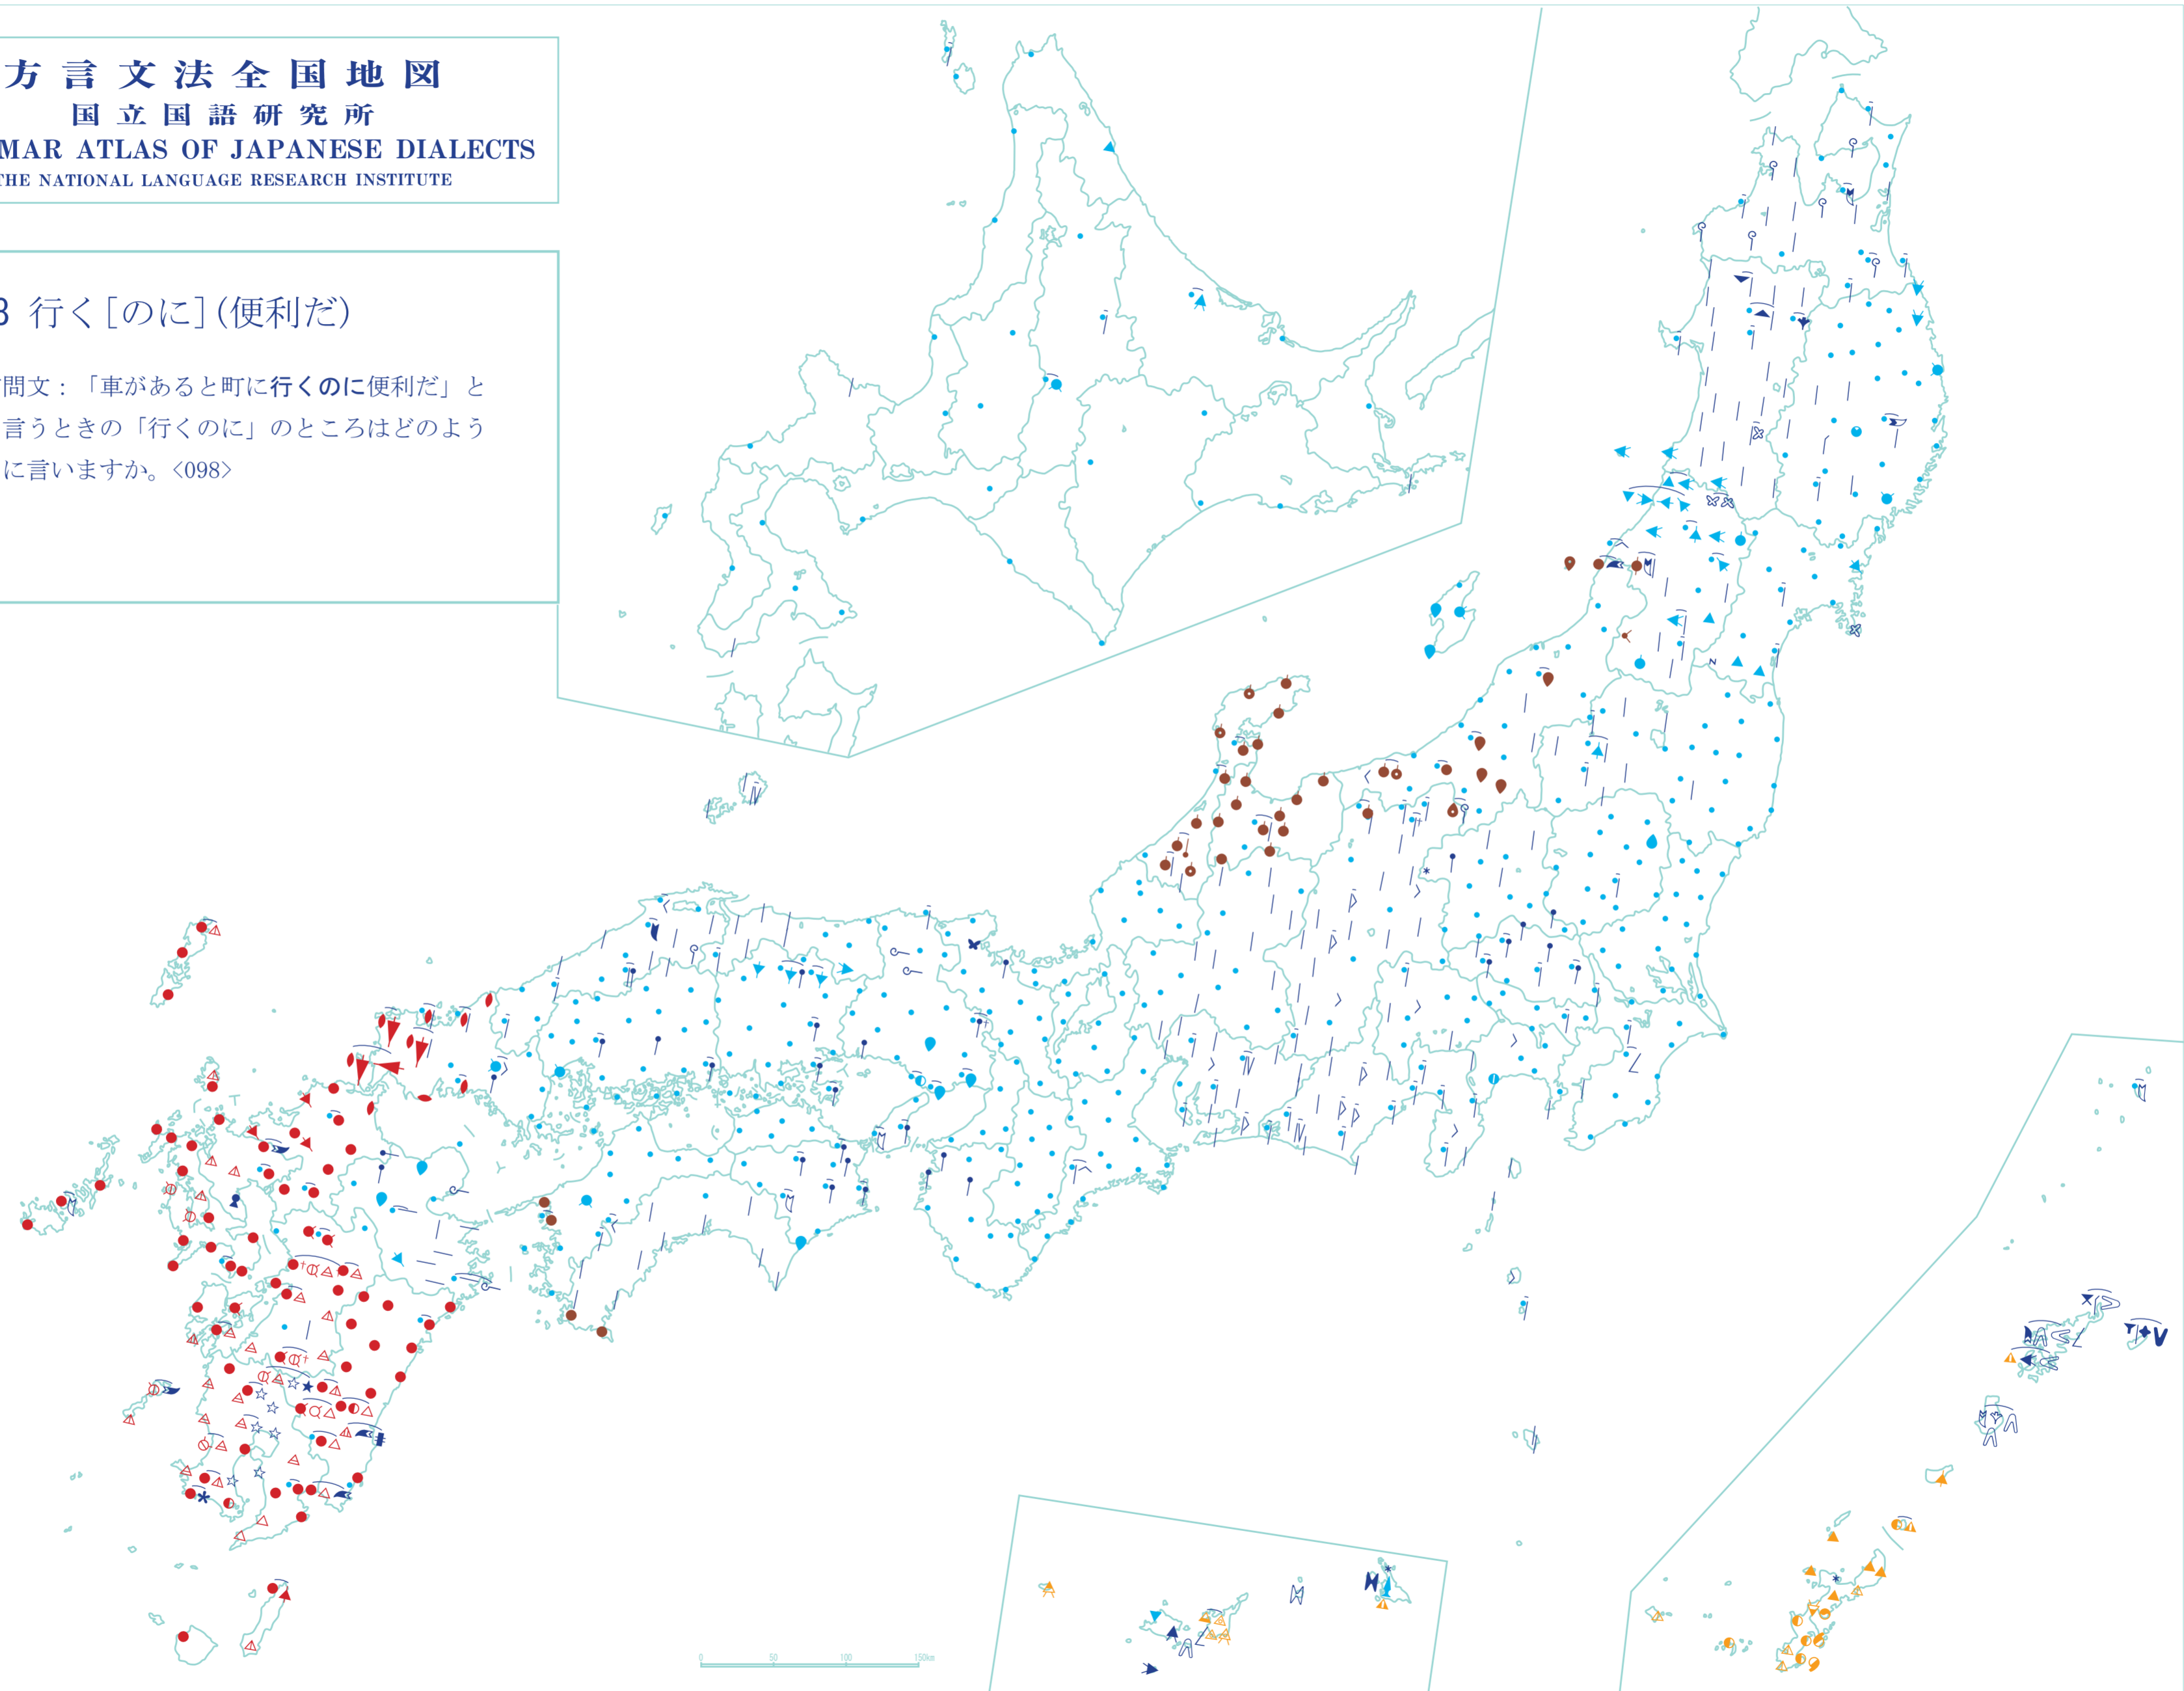 方言文法全国地図
国立国語研究所
MAR ATLAS OF JAPANESE DIALECTS
THE NATIONAL LANGUAGE RESEARCH INSTITUTE
3 行く[のに](便利だ)
問文：「車があると町に行くのに便利だ」と
言うときの「行くのに」のところはどのよう
に言いますか。<098>
0 50 100 150km